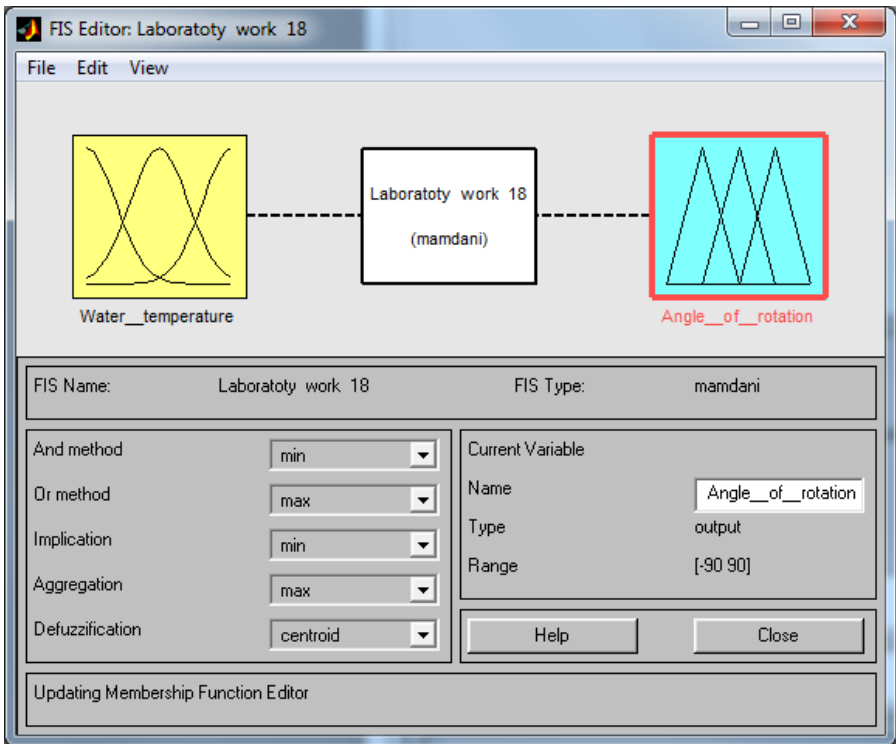 FIS Editor: Laboratoty work 18
File Edit View
Laboratoty work 18
(mamdani)
Water__temperature
Angle__of__rotation
FIS Name: Laboratoty work 18 FIS Type: mamdani
And method min
Or method max
Implication min
Aggregation max
Defuzzification centroid
Current Variable
Name Angle__of__rotation
Type output
Range [-90 90]
Help Close
Updating Membership Function Editor